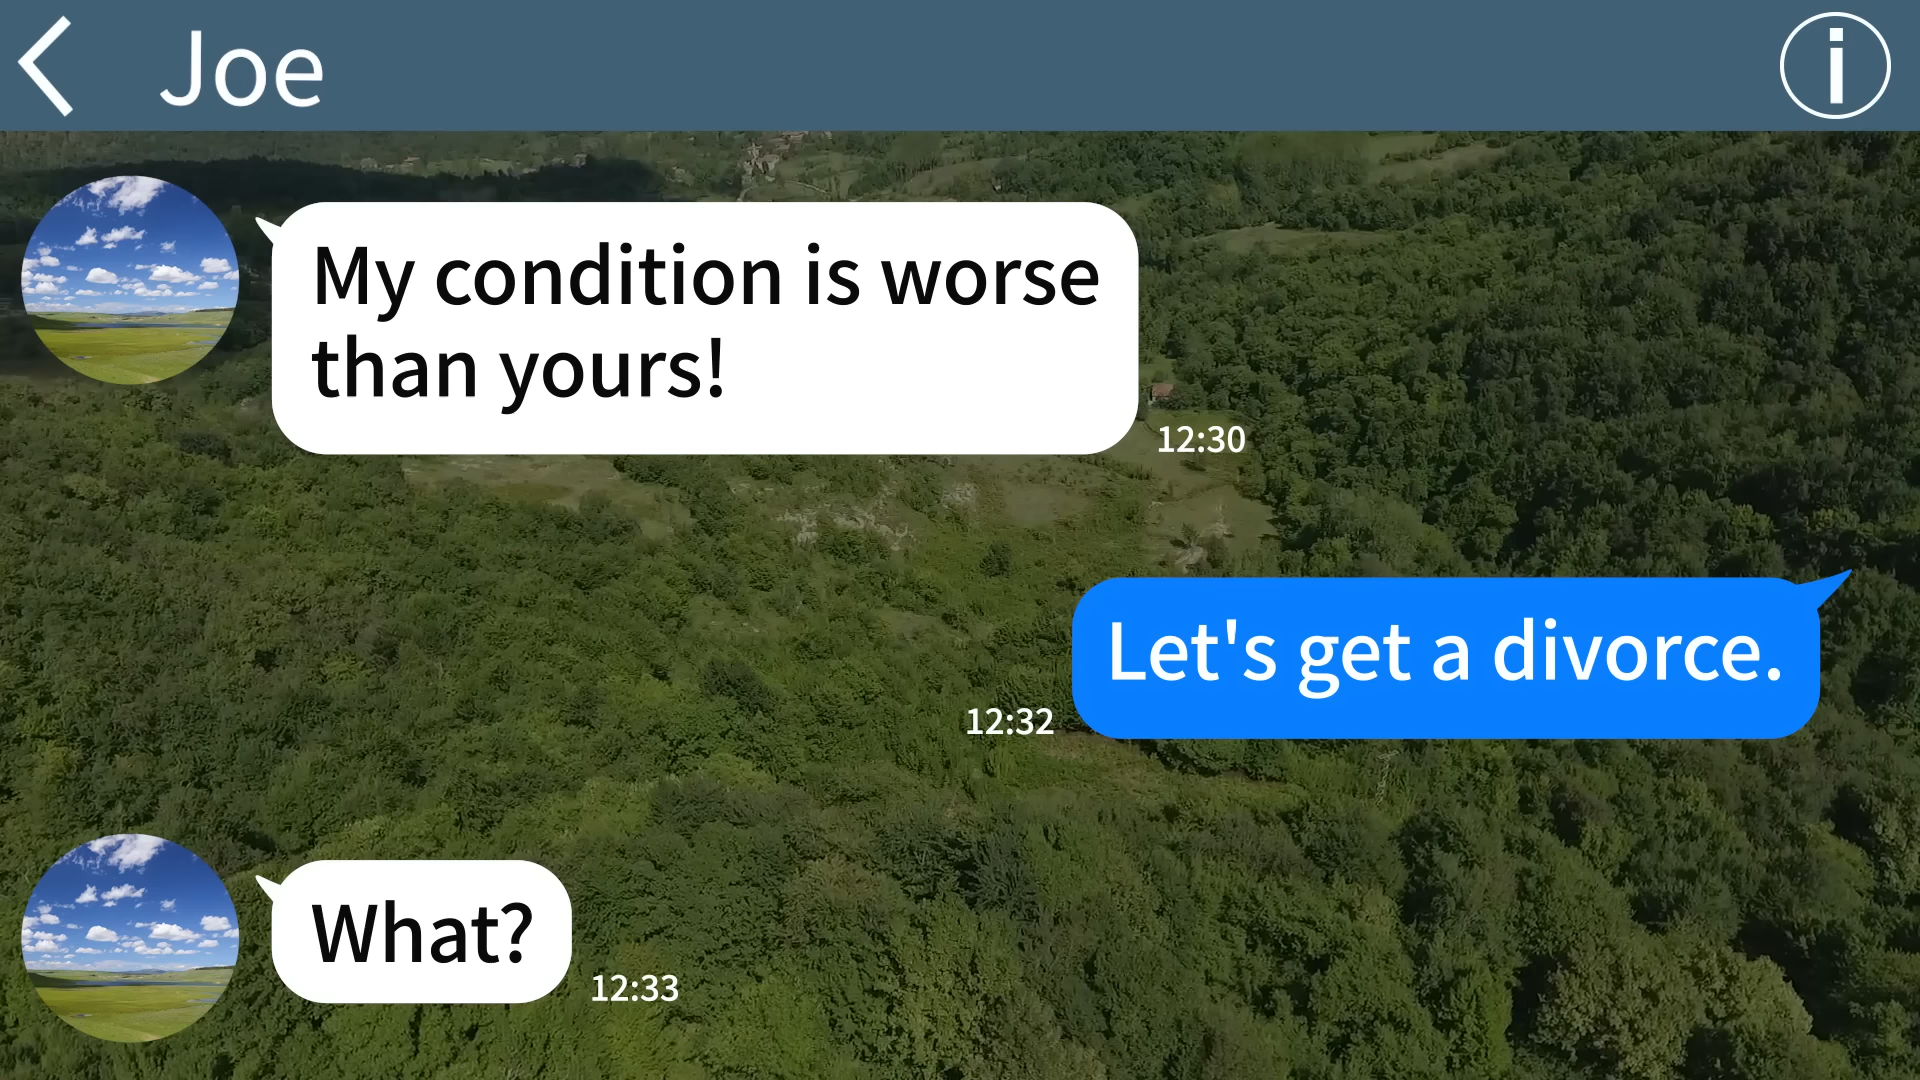 Joe
My condition is worse
than yours!
12:30
Let's get a divorce.
12:32
What?
12:33